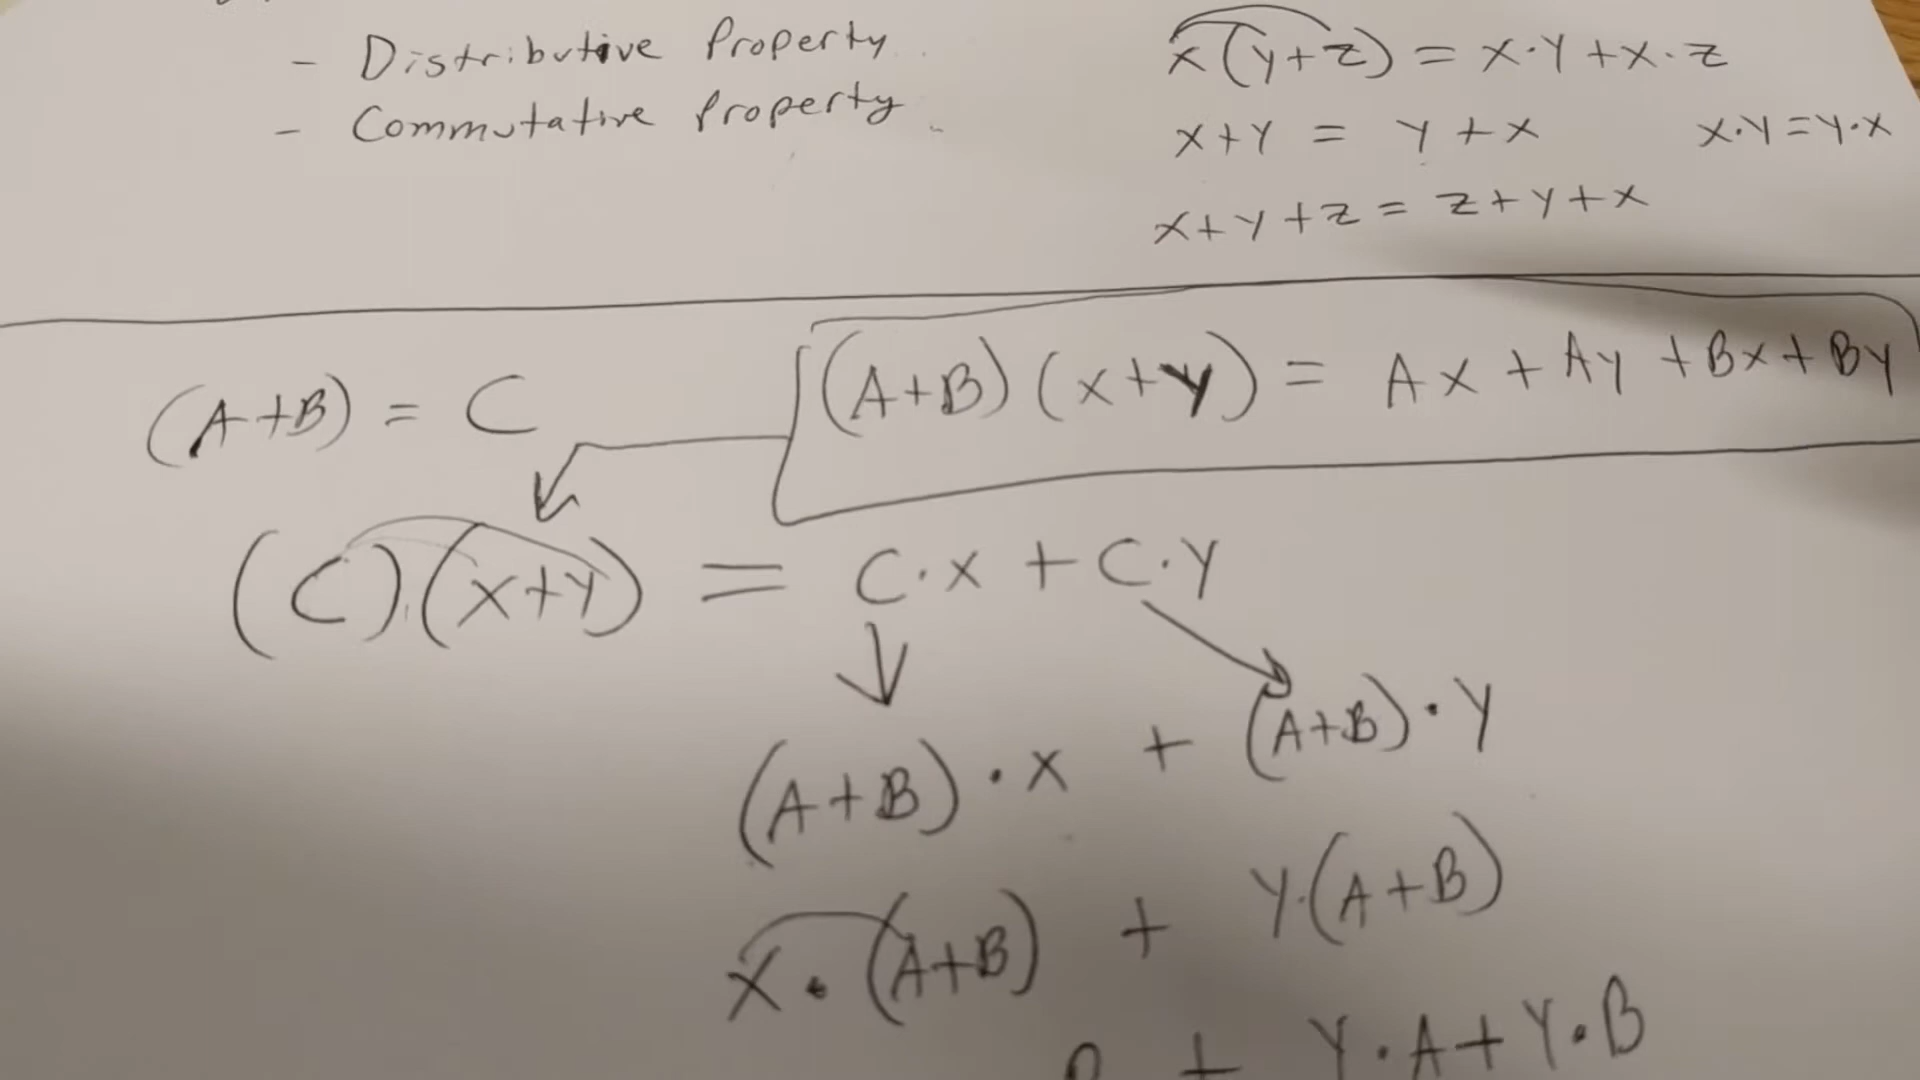 - Distributive Property
x(y+z) = x·y + x·z
- Commutative Property
x+y = y+x
x·y = y·x
x+y+z = z+y+x
(A+B) = C
(A+B)(x+y) = Ax + Ay + Bx + By
(C)·(x+y) = C·x + C·y
(A+B)·x + (A+B)·y
x·(A+B) + y·(A+B)
+ y·A + y·B